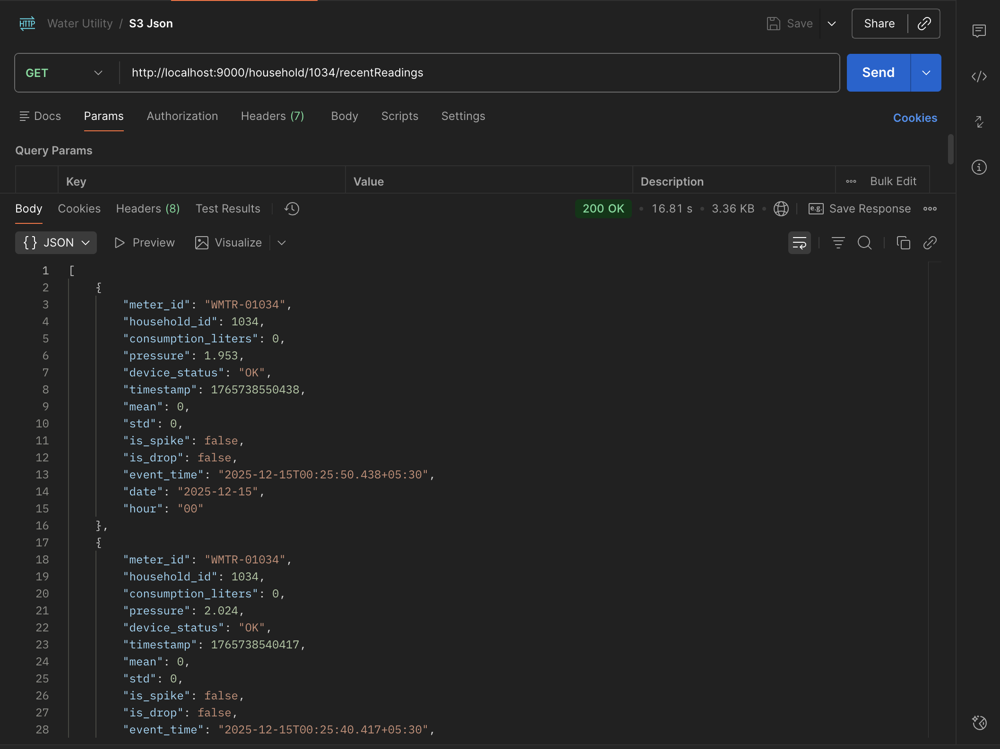 HTTP Water Utility / S3 Json Save Share
GET http://localhost:9000/household/1034/recentReadings Send
Docs Params Authorization Headers (7) Body Scripts Settings Cookies
Query Params
Key Value Description Bulk Edit
Body Cookies Headers (8) Test Results 200 OK • 16.81 s • 3.36 KB • e.g. Save Response
{} JSON Preview Visualize
1 [
2 {
3 "meter_id": "WMTR-01034",
4 "household_id": 1034,
5 "consumption_liters": 0,
6 "pressure": 1.953,
7 "device_status": "OK",
8 "timestamp": 1765738550438,
9 "mean": 0,
10 "std": 0,
11 "is_spike": false,
12 "is_drop": false,
13 "event_time": "2025-12-15T00:25:50.438+05:30",
14 "date": "2025-12-15",
15 "hour": "00"
16 },
17 {
18 "meter_id": "WMTR-01034",
19 "household_id": 1034,
20 "consumption_liters": 0,
21 "pressure": 2.024,
22 "device_status": "OK",
23 "timestamp": 1765738540417,
24 "mean": 0,
25 "std": 0,
26 "is_spike": false,
27 "is_drop": false,
28 "event_time": "2025-12-15T00:25:40.417+05:30",